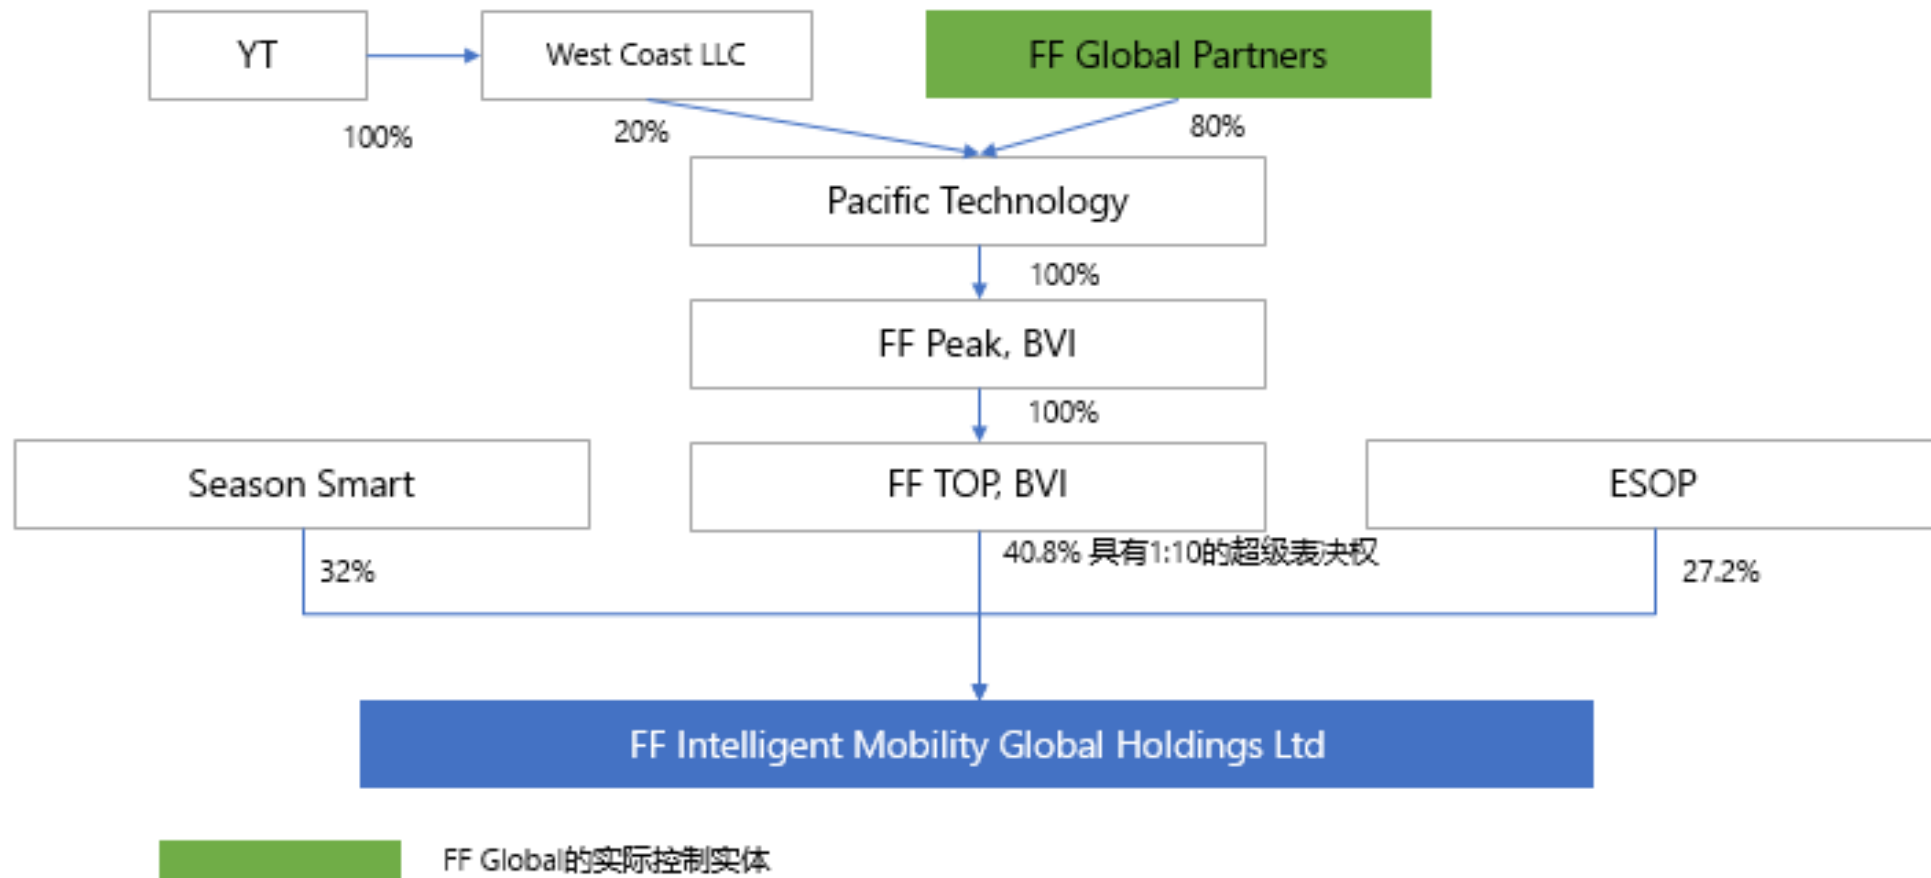 YT
West Coast LLC
FF Global Partners
100%
20%
80%
Pacific Technology
100%
FF Peak, BVI
100%
Season Smart
FF TOP, BVI
ESOP
32%
40.8% 具有1:10的超级表决权
27.2%
FF Intelligent Mobility Global Holdings Ltd
FF Global的实际控制实体